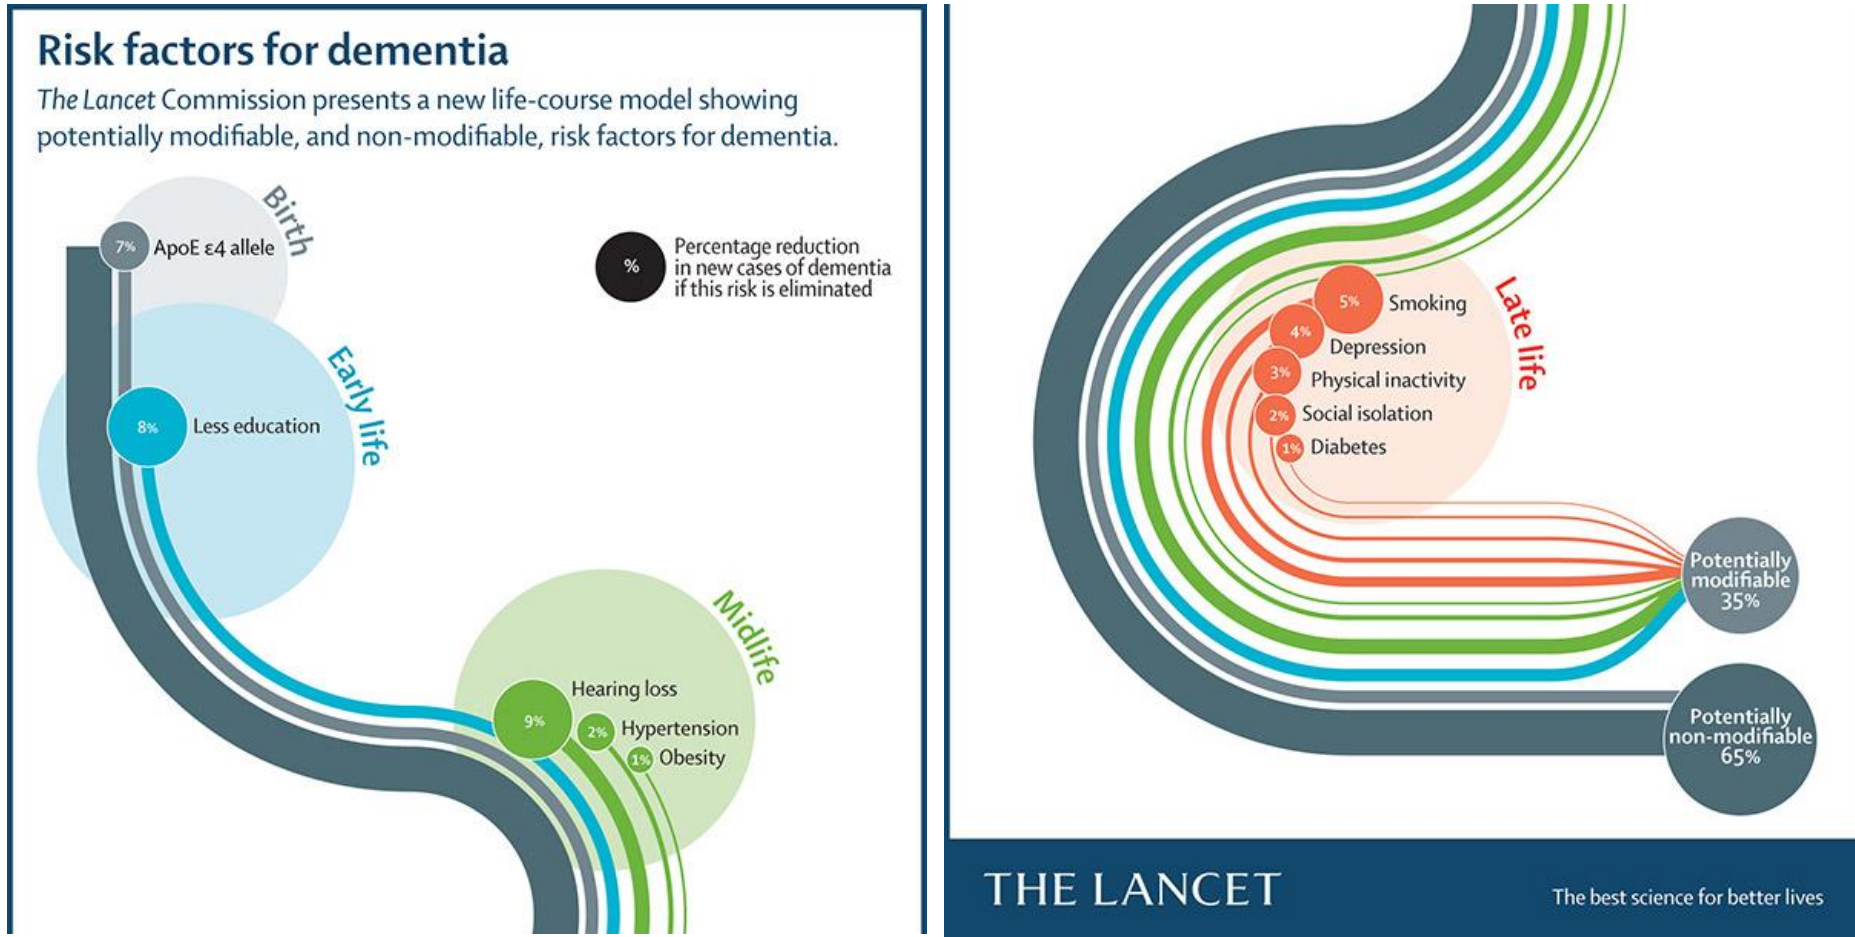 Risk factors for dementia
The Lancet Commission presents a new life-course model showing
potentially modifiable, and non-modifiable, risk factors for dementia.
Birth
7%
ApoE ε4 allele
%
Percentage reduction
in new cases of dementia
if this risk is eliminated
Early life
8%
Less education
Midlife
Hearing loss
9%
2%
Hypertension
1%
Obesity
Late life
5%
Smoking
4%
Depression
3%
Physical inactivity
2%
Social isolation
1%
Diabetes
Potentially
modifiable
35%
Potentially
non-modifiable
65%
THE LANCET
The best science for better lives